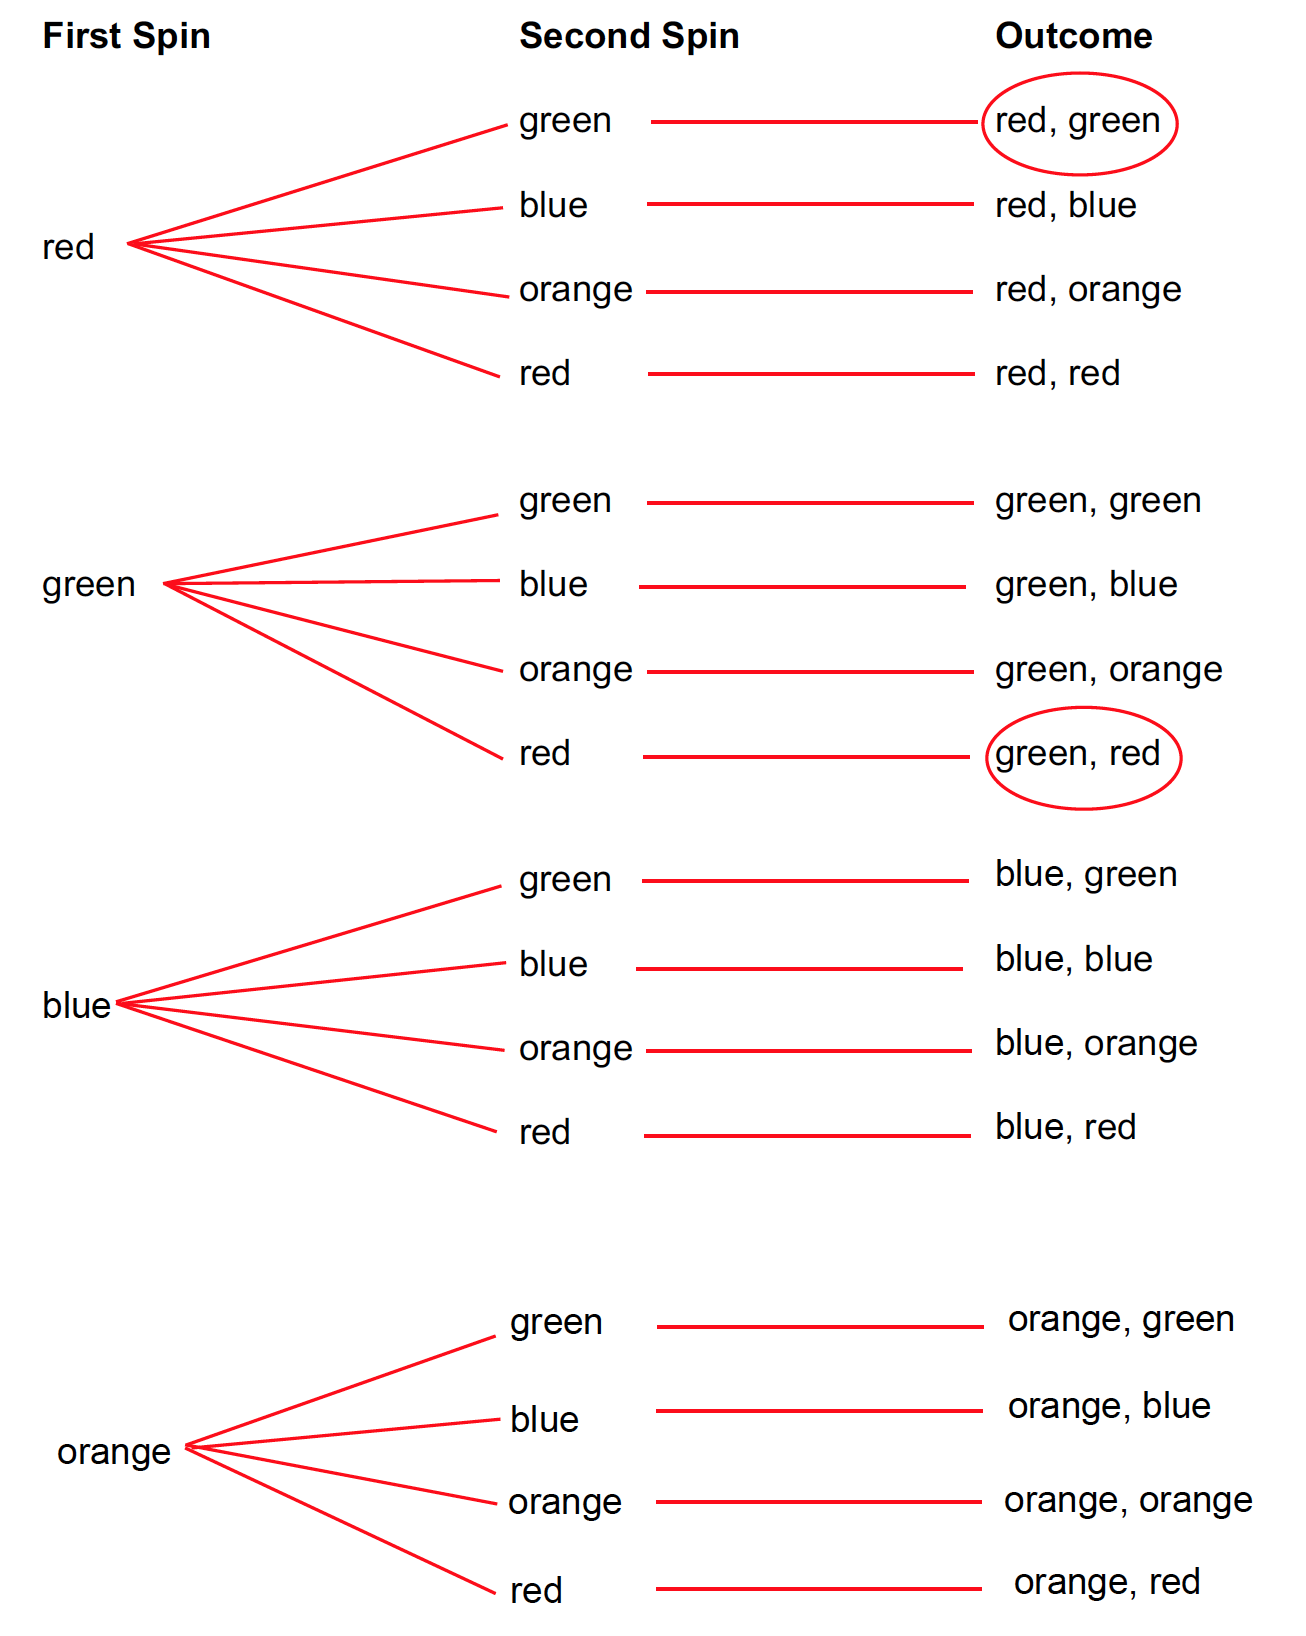 First Spin Second Spin Outcome
green red, green
blue red, blue
red
orange red, orange
red red, red
green green, green
green blue green, blue
orange green, orange
red green, red
green blue, green
blue blue, blue
blue
orange blue, orange
red blue, red
green orange, green
blue orange, blue
orange
orange orange, orange
red orange, red